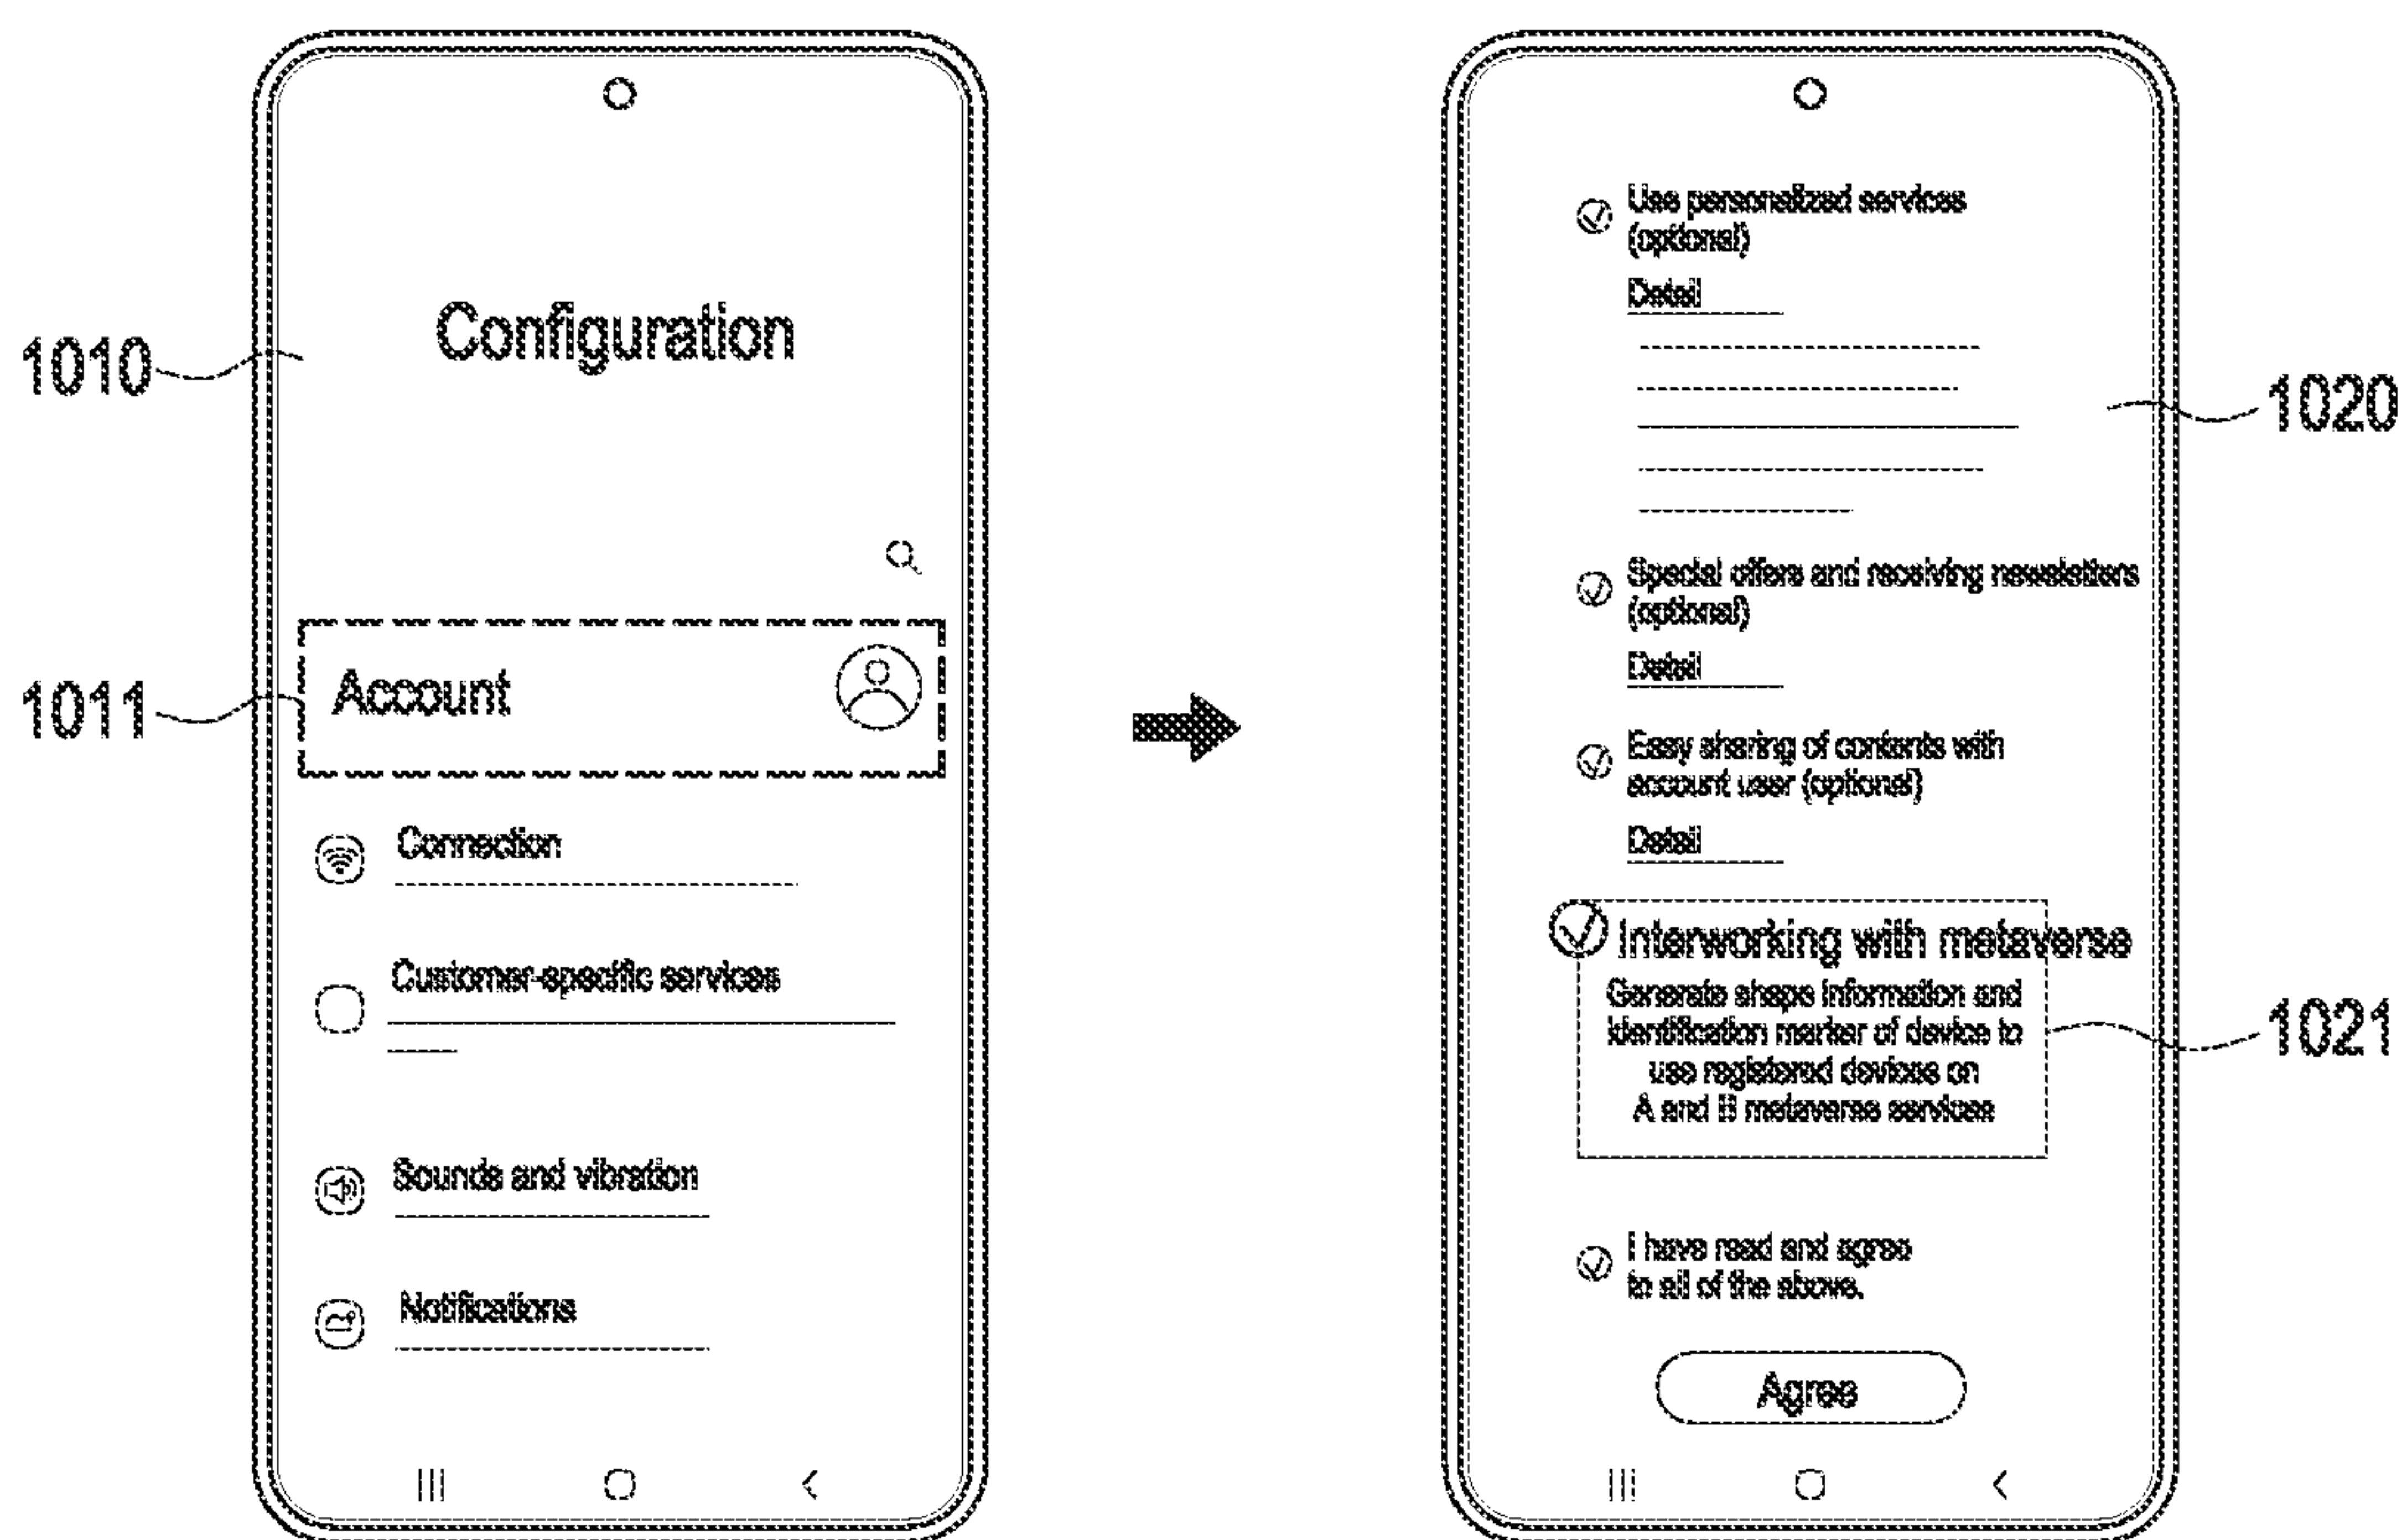 1010
Configuration
1011
Account
Connection
Customer-specific services
Sounds and vibration
Notifications
Use personalized services
(optional)
Detail
1020
Special offers and receiving newsletters
(optional)
Detail
Easy sharing of contents with
account user (optional)
Detail
Interworking with metaverse
Generate shape information and
identification marker of device to
use registered devices on
A and B metaverse services
1021
I have read and agree
to all of the above.
Agree